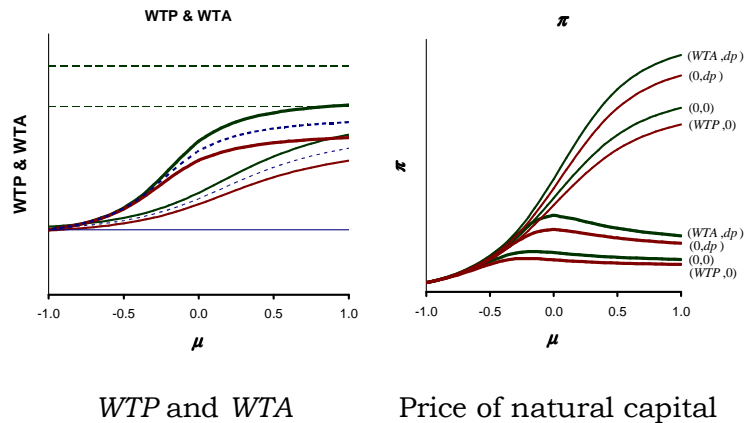 WTP & WTA
WTP & WTA
-1.0 -0.5 0.0 0.5 1.0
μ
WTP and WTA
π
π
(WTA,dp)
(0,dp)
(0,0)
(WTP,0)
(WTA,dp)
(0,dp)
(0,0)
(WTP,0)
-1.0 -0.5 0.0 0.5 1.0
μ
Price of natural capital